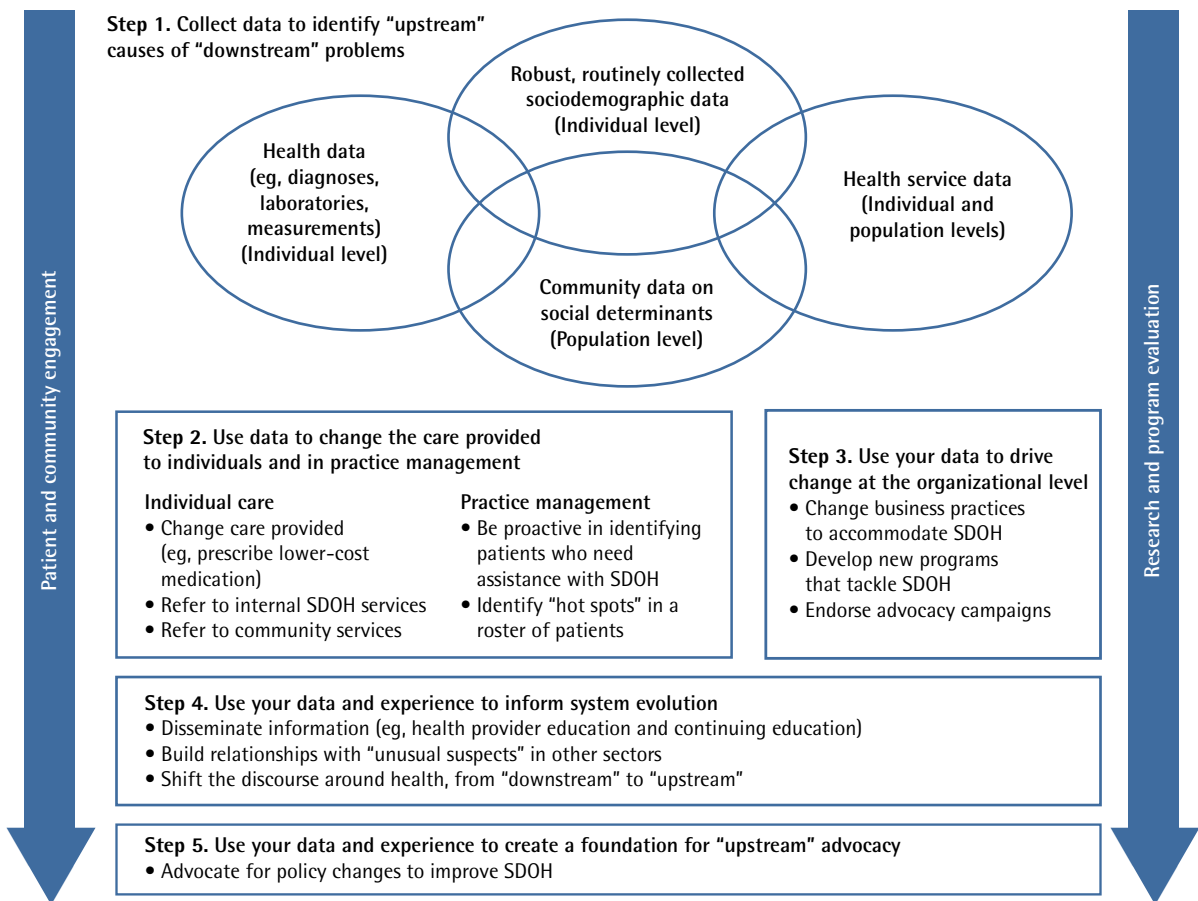 Step 1. Collect data to identify “upstream”
causes of “downstream” problems
Robust, routinely collected
sociodemographic data
(Individual level)
Health data
(eg, diagnoses,
laboratories,
measurements)
(Individual level)
Health service data
(Individual and
population levels)
Community data on
social determinants
(Population level)
Patient and community engagement
Research and program evaluation
Step 2. Use data to change the care provided
to individuals and in practice management
Individual care
• Change care provided
(eg, prescribe lower-cost
medication)
• Refer to internal SDOH services
• Refer to community services
Practice management
• Be proactive in identifying
patients who need
assistance with SDOH
• Identify “hot spots” in a
roster of patients
Step 3. Use your data to drive
change at the organizational level
• Change business practices
to accommodate SDOH
• Develop new programs
that tackle SDOH
• Endorse advocacy campaigns
Step 4. Use your data and experience to inform system evolution
• Disseminate information (eg, health provider education and continuing education)
• Build relationships with “unusual suspects” in other sectors
• Shift the discourse around health, from “downstream” to “upstream”
Step 5. Use your data and experience to create a foundation for “upstream” advocacy
• Advocate for policy changes to improve SDOH